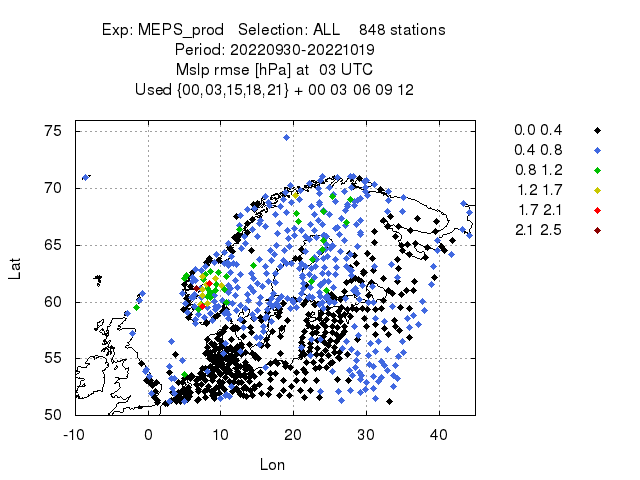 Exp: MEPS_prod   Selection: ALL    848 stations
Period: 20220930-20221019
Mslp rmse [hPa] at  03 UTC
Used {00,03,15,18,21} + 00 03 06 09 12
75
70
65
60
55
50
-10 0 10 20 30 40
Lat
Lon
0.0 0.4
0.4 0.8
0.8 1.2
1.2 1.7
1.7 2.1
2.1 2.5